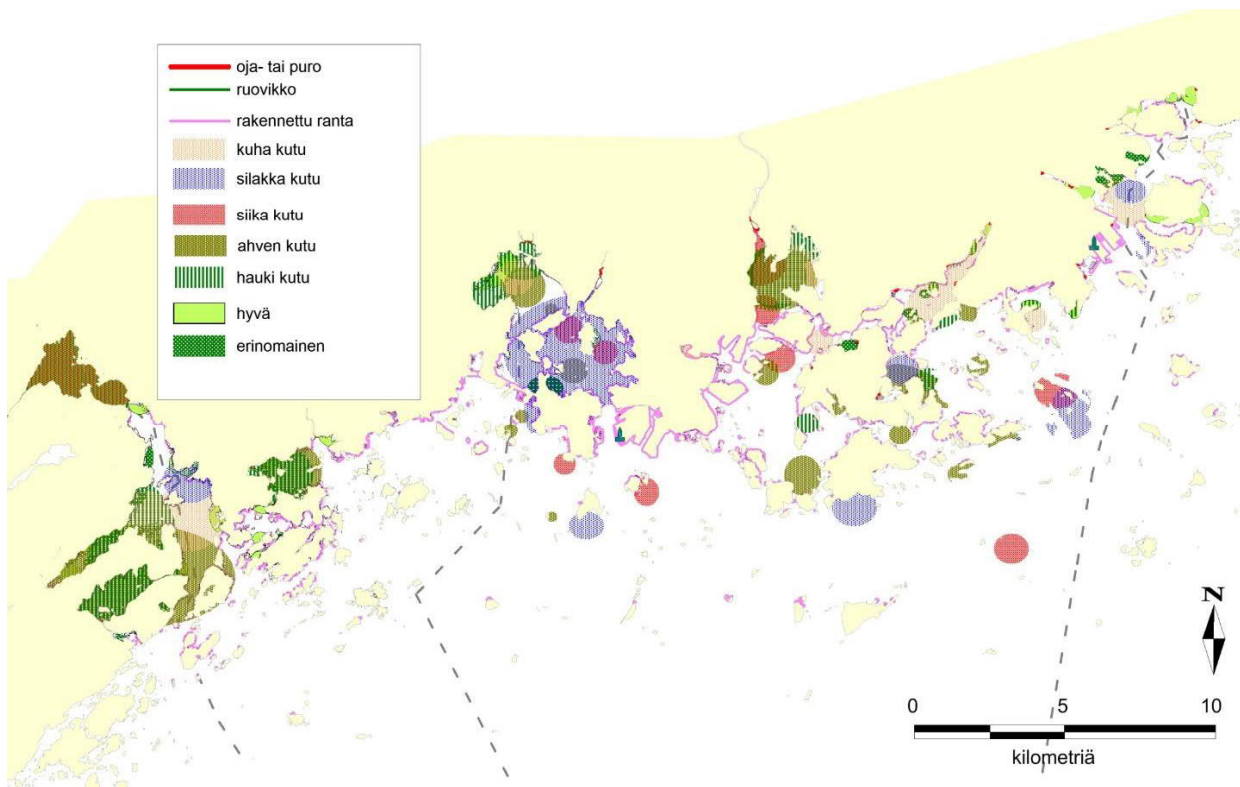 oja- tai puro
ruovikko
rakennettu ranta
kuha kutu
silakka kutu
siika kutu
ahven kutu
hauki kutu
hyvä
erinomainen
N
0 5 10
kilometriä